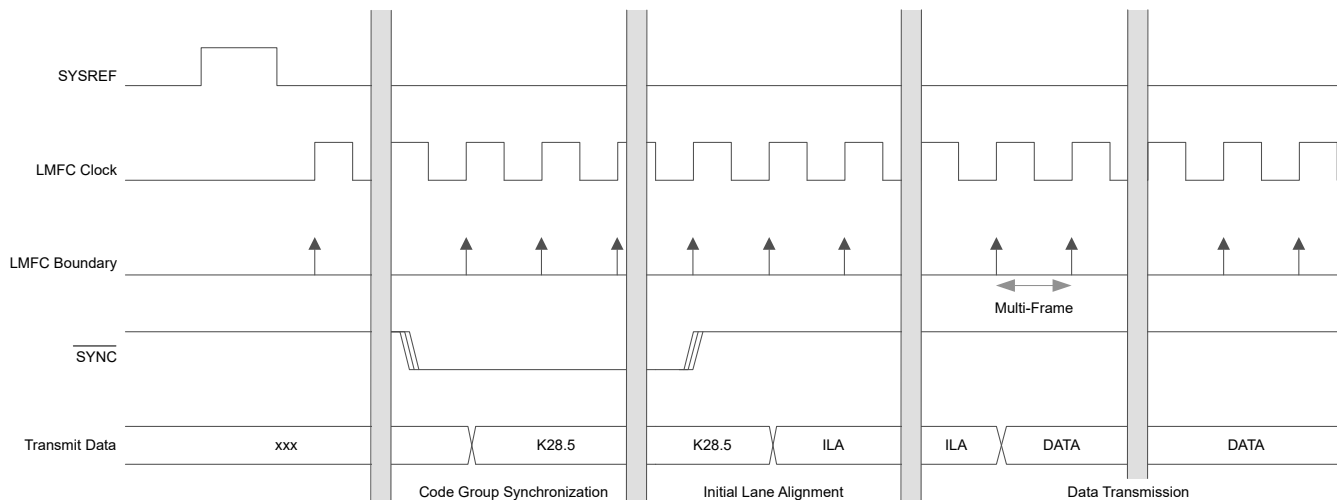 SYSREF
LMFC Clock
LMFC Boundary
Multi-Frame
SYNC
Transmit Data
xxx
K28.5
K28.5
ILA
ILA
DATA
DATA
Code Group Synchronization
Initial Lane Alignment
Data Transmission